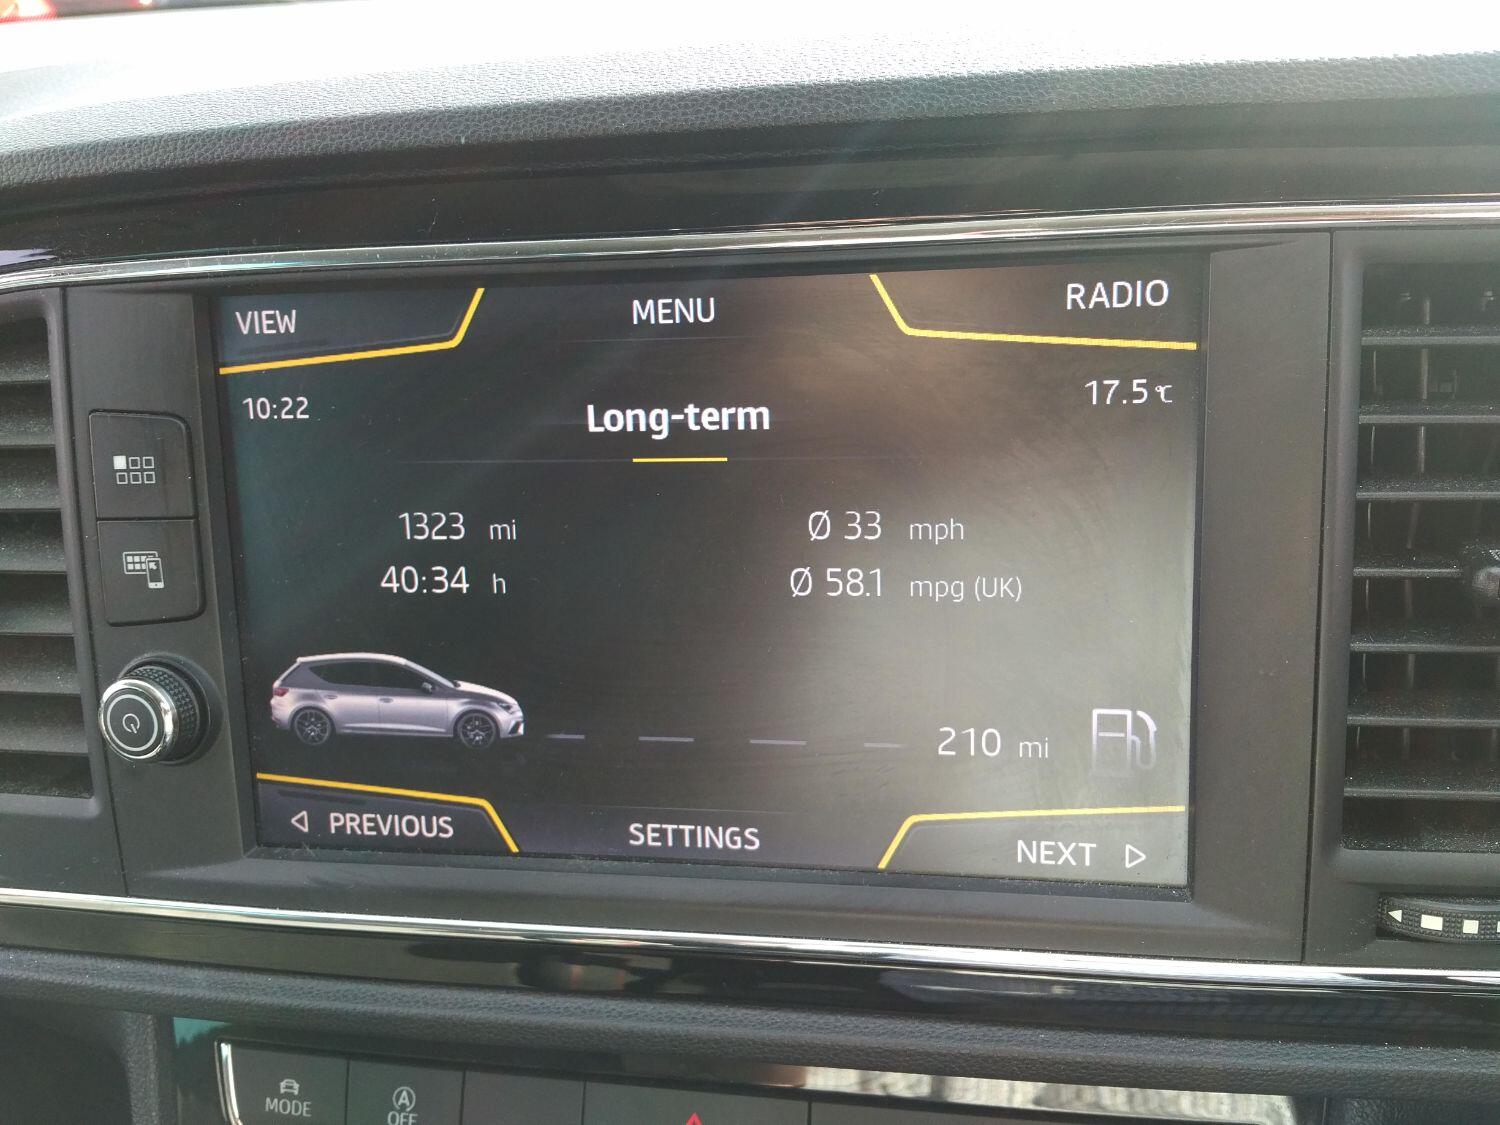 VIEW MENU RADIO
10:22 17.5 °C
Long-term
1323 mi Ø 33 mph
40:34 h Ø 58.1 mpg (UK)
210 mi
PREVIOUS SETTINGS NEXT
MODE A OFF